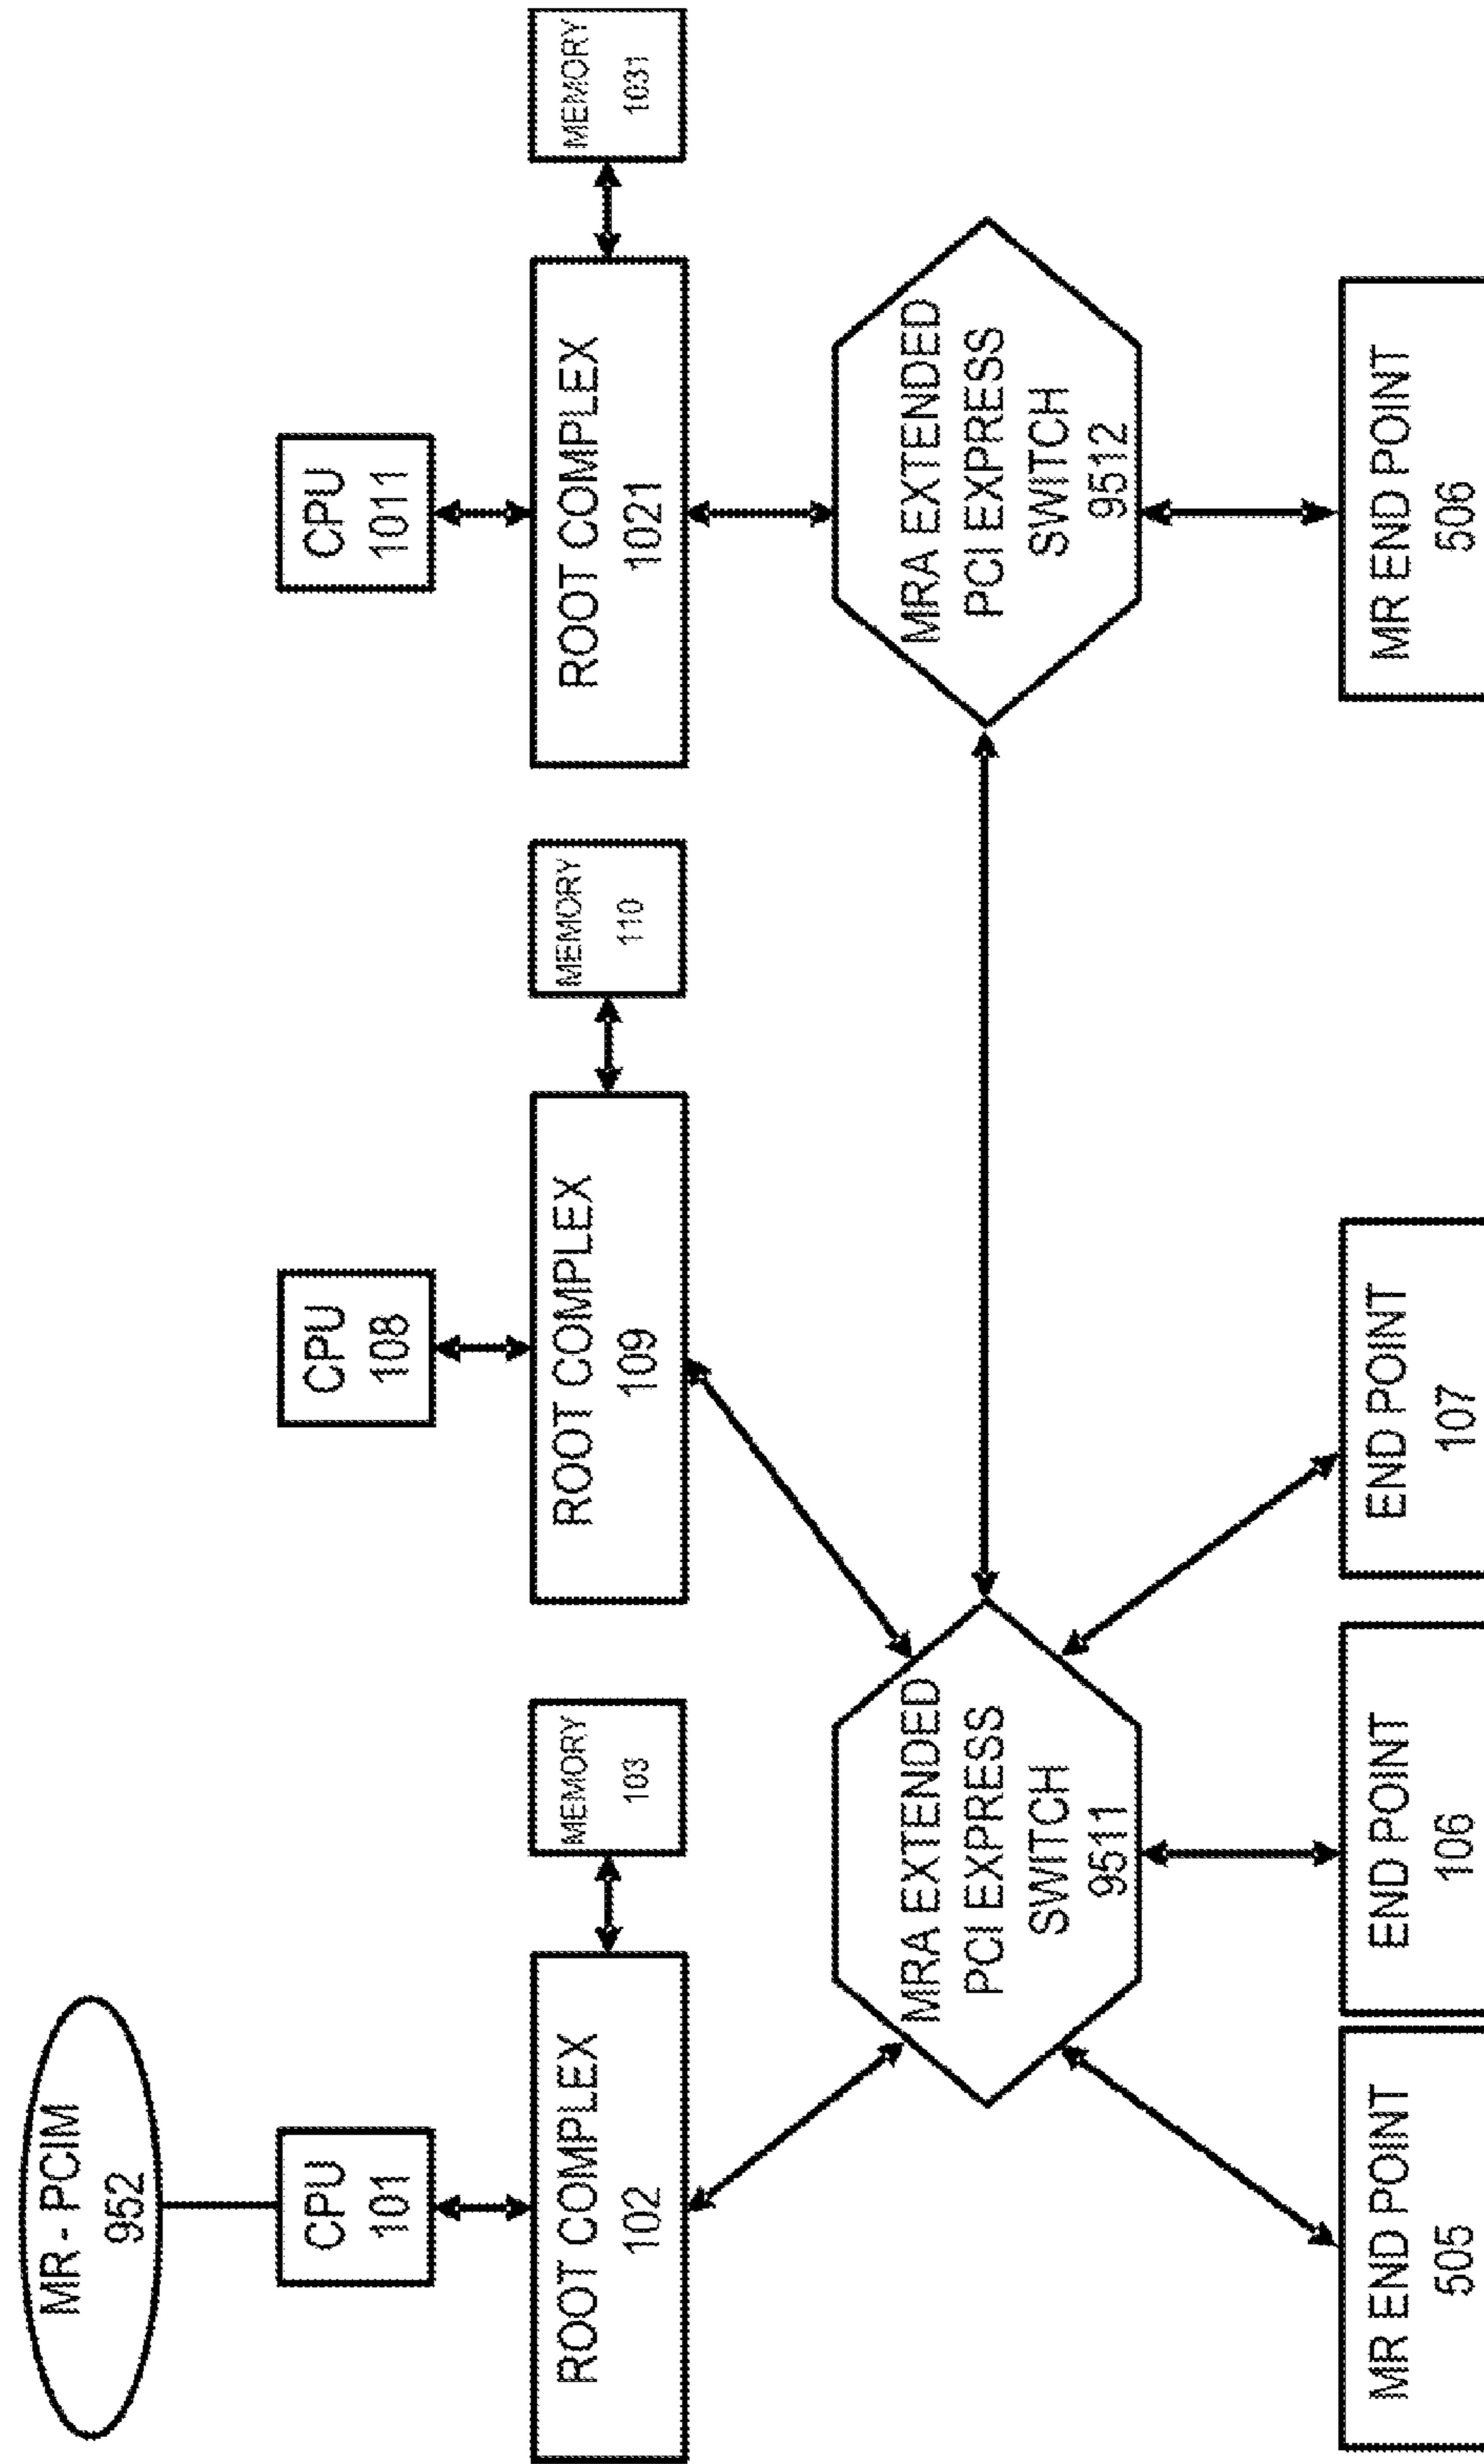 MR - PCIM
952
CPU
101
CPU
108
CPU
1011
ROOT COMPLEX
102
MEMORY
103
ROOT COMPLEX
109
MEMORY
110
ROOT COMPLEX
1021
MEMORY
1031
MRA EXTENDED
PCI EXPRESS
SWITCH
9511
MRA EXTENDED
PCI EXPRESS
SWITCH
9512
MR END POINT
505
END POINT
106
END POINT
107
MR END POINT
506